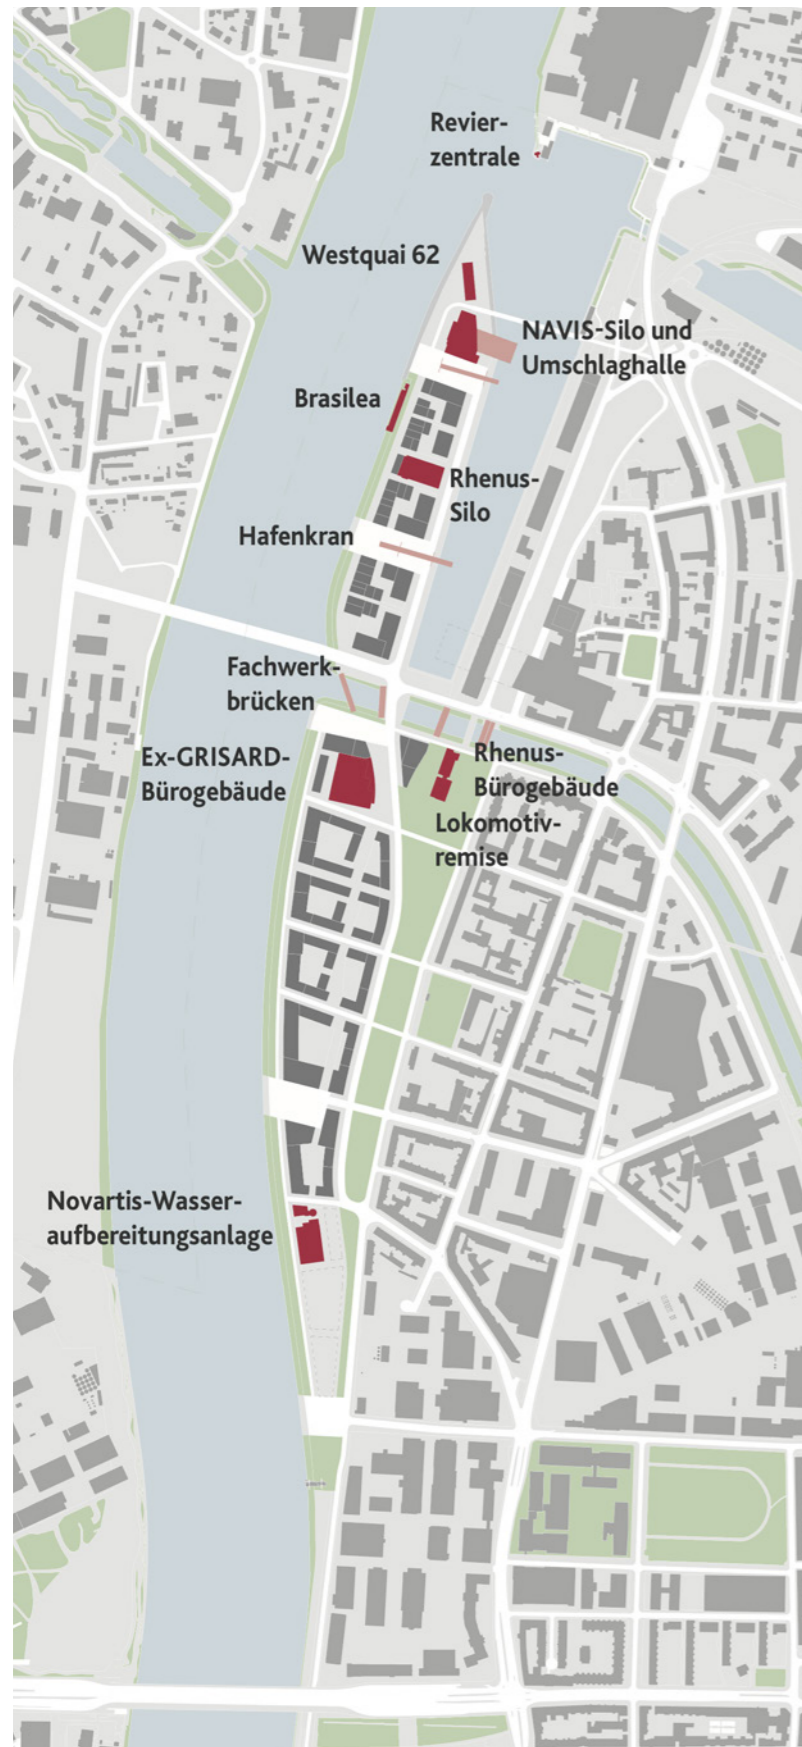 Revier-
zentrale
Westquai 62
NAVIS-Silo und
Umschlaghalle
Brasilea
Rhenus-
Silo
Hafenkran
Fachwerk-
brücken
Ex-GRISARD-
Bürogebäude
Rhenus-
Bürogebäude
Lokomotiv-
remise
Novartis-Wasser-
aufbereitungsanlage